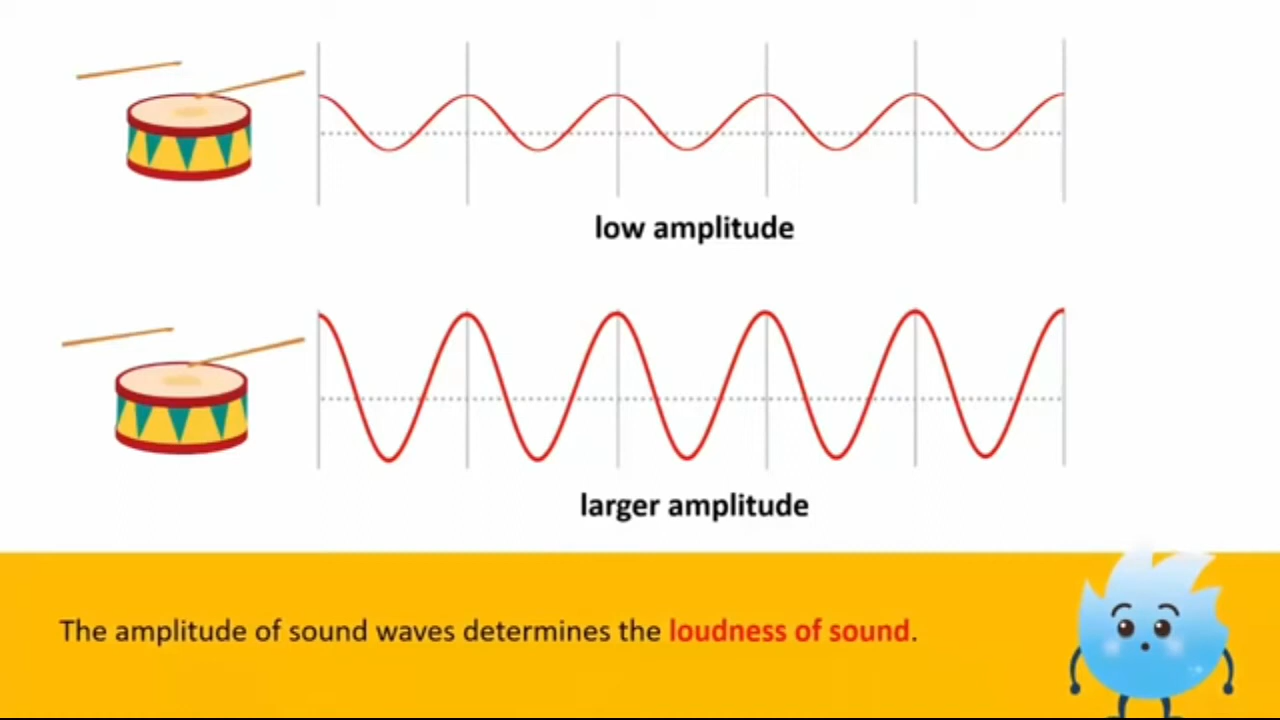 low amplitude
larger amplitude
The amplitude of sound waves determines the loudness of sound.